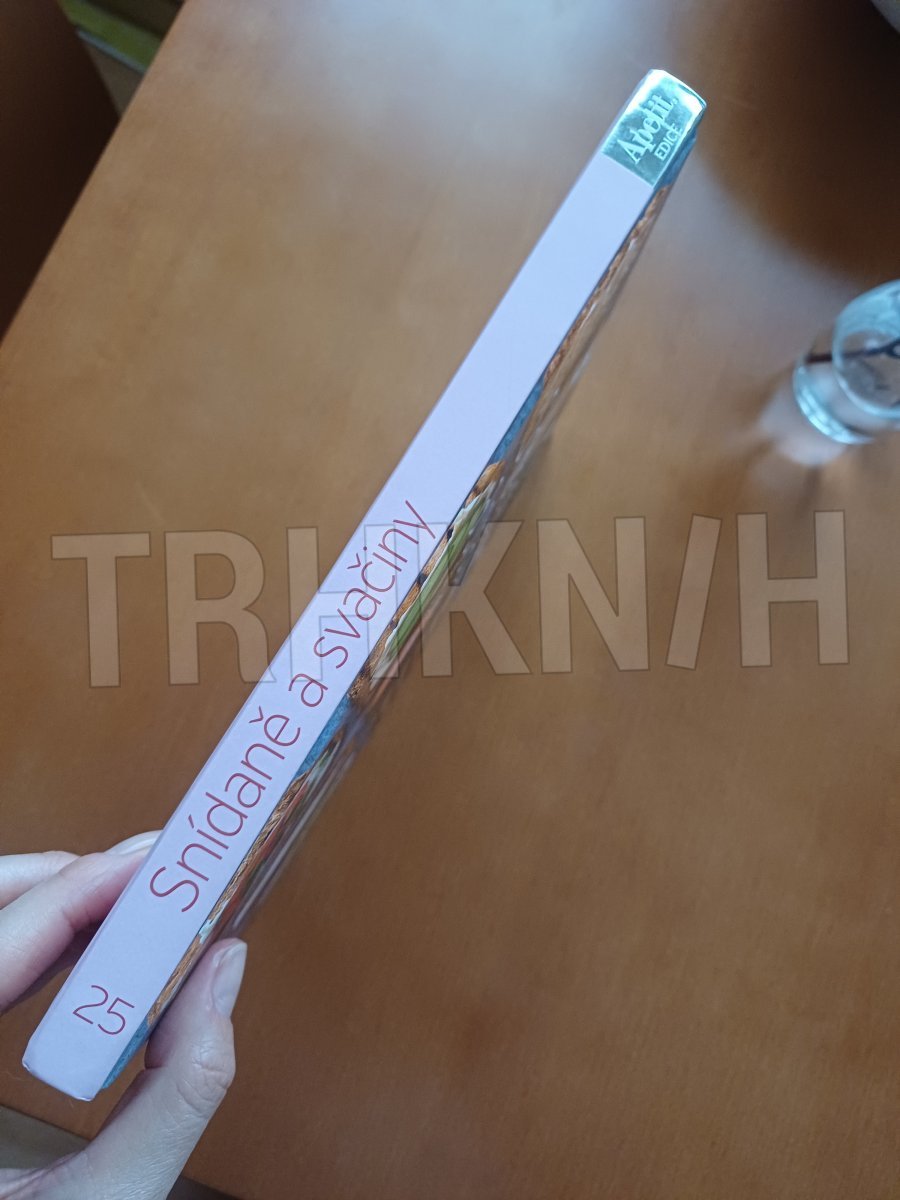 Apetit
EDICE
Snídaně a svačiny
25
TRHKNIH